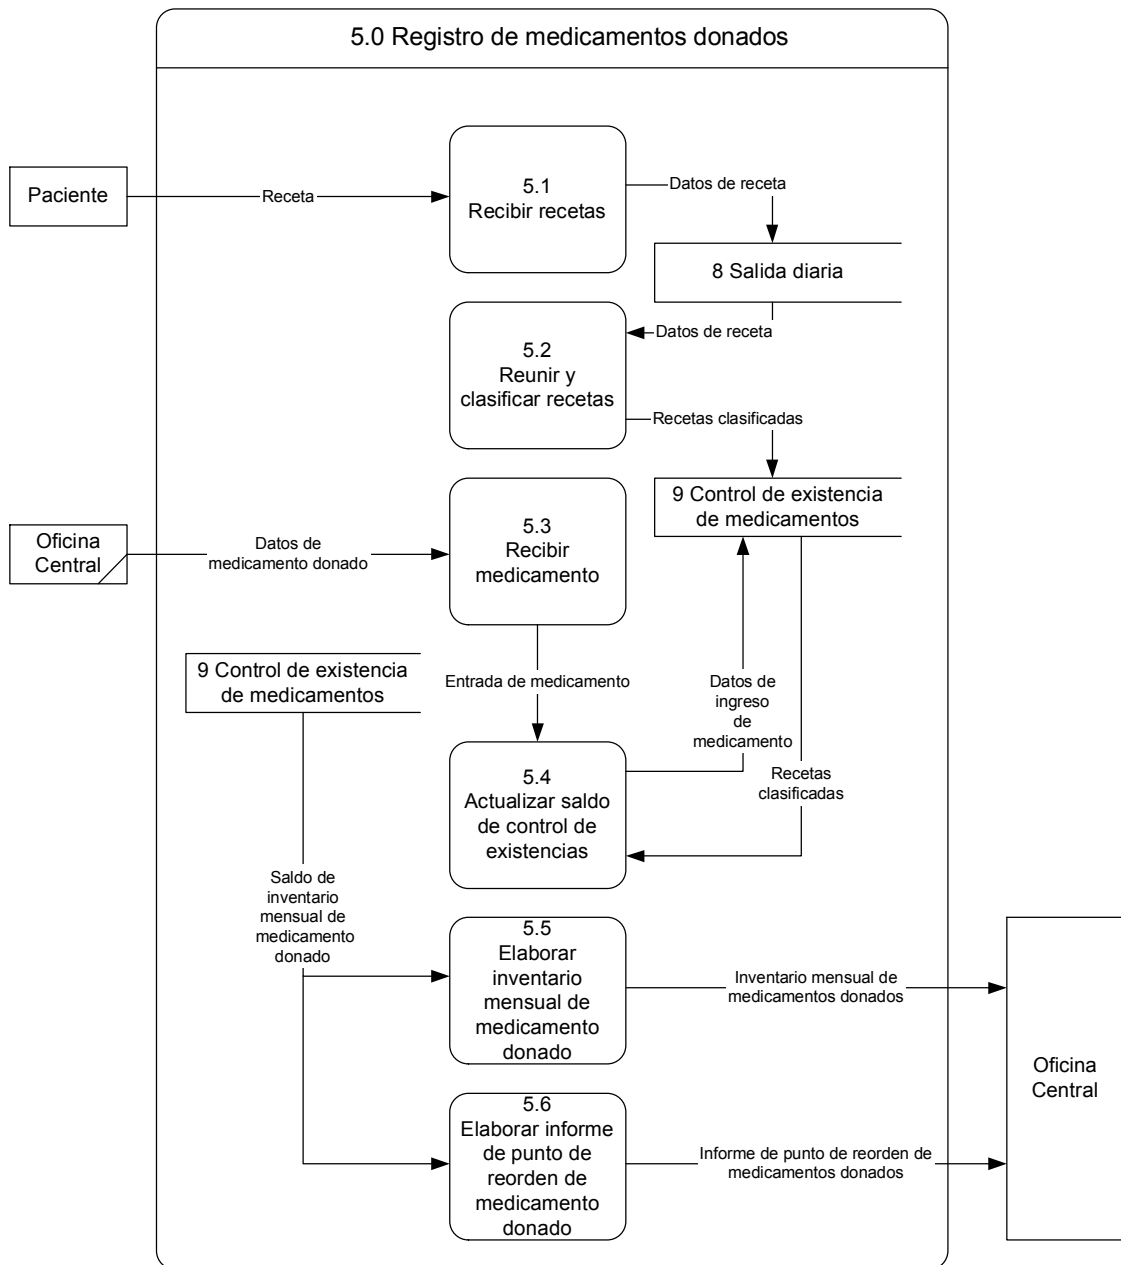 5.0 Registro de medicamentos donados
Paciente
Receta
5.1
Recibir recetas
Datos de receta
8 Salida diaria
5.2
Reunir y
clasificar recetas
Datos de receta
Recetas clasificadas
9 Control de existencia
de medicamentos
Oficina
Central
Datos de
medicamento donado
5.3
Recibir
medicamento
9 Control de existencia
de medicamentos
Entrada de medicamento
Datos de
ingreso
de
medicamento
Recetas
clasificadas
5.4
Actualizar saldo
de control de
existencias
Saldo de
inventario
mensual de
medicamento
donado
5.5
Elaborar
inventario
mensual de
medicamento
donado
Inventario mensual de
medicamentos donados
Oficina
Central
5.6
Elaborar informe
de punto de
reorden de
medicamento
donado
Informe de punto de reorden de
medicamentos donados